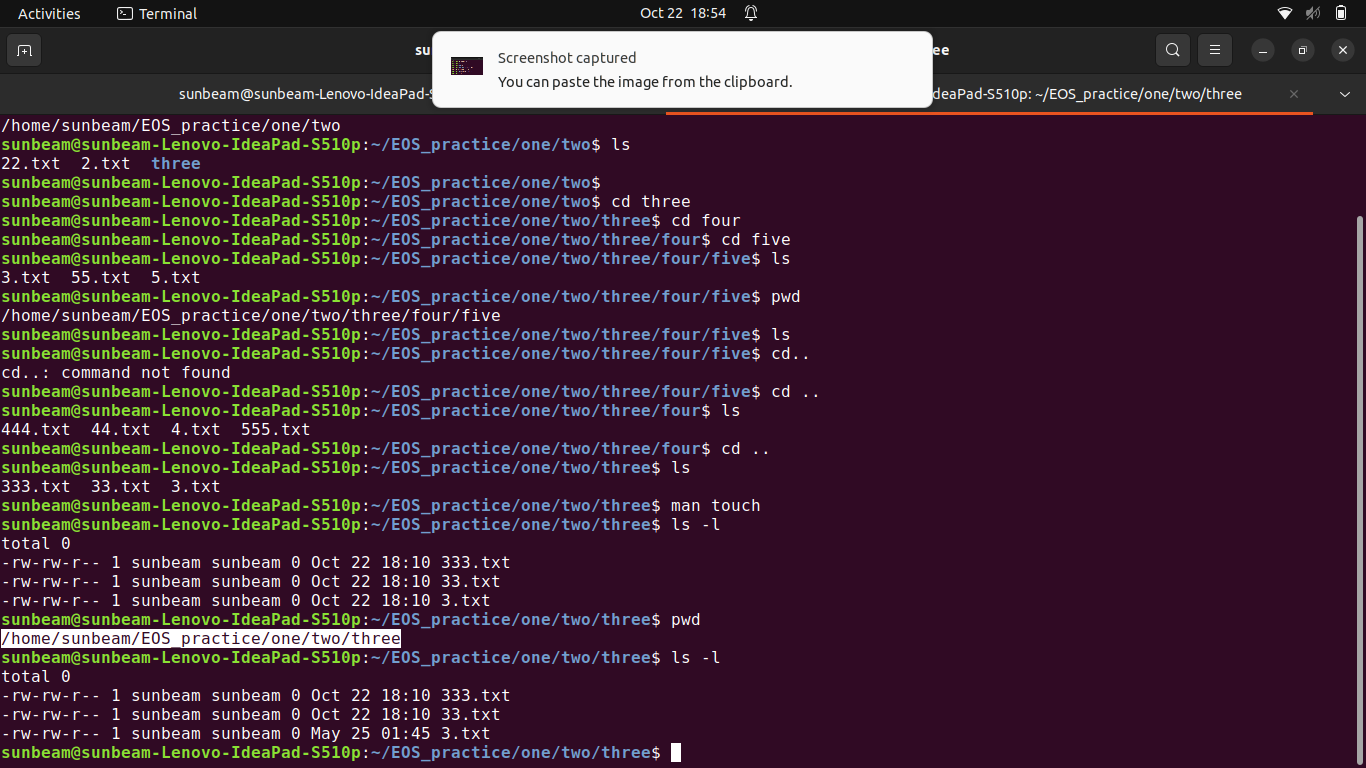 Activities Terminal Oct 22 18:54
su
ee
Screenshot captured
You can paste the image from the clipboard.
sunbeam@sunbeam-Lenovo-IdeaPad-S
deaPad-S510p: ~/EOS_practice/one/two/three
/home/sunbeam/EOS_practice/one/two
sunbeam@sunbeam-Lenovo-IdeaPad-S510p:~/EOS_practice/one/two$ ls
22.txt 2.txt three
sunbeam@sunbeam-Lenovo-IdeaPad-S510p:~/EOS_practice/one/two$
sunbeam@sunbeam-Lenovo-IdeaPad-S510p:~/EOS_practice/one/two$ cd three
sunbeam@sunbeam-Lenovo-IdeaPad-S510p:~/EOS_practice/one/two/three$ cd four
sunbeam@sunbeam-Lenovo-IdeaPad-S510p:~/EOS_practice/one/two/three/four$ cd five
sunbeam@sunbeam-Lenovo-IdeaPad-S510p:~/EOS_practice/one/two/three/four/five$ ls
3.txt 55.txt 5.txt
sunbeam@sunbeam-Lenovo-IdeaPad-S510p:~/EOS_practice/one/two/three/four/five$ pwd
/home/sunbeam/EOS_practice/one/two/three/four/five
sunbeam@sunbeam-Lenovo-IdeaPad-S510p:~/EOS_practice/one/two/three/four/five$ ls
sunbeam@sunbeam-Lenovo-IdeaPad-S510p:~/EOS_practice/one/two/three/four/five$ cd..
cd..: command not found
sunbeam@sunbeam-Lenovo-IdeaPad-S510p:~/EOS_practice/one/two/three/four/five$ cd ..
sunbeam@sunbeam-Lenovo-IdeaPad-S510p:~/EOS_practice/one/two/three/four$ ls
444.txt 44.txt 4.txt 555.txt
sunbeam@sunbeam-Lenovo-IdeaPad-S510p:~/EOS_practice/one/two/three/four$ cd ..
sunbeam@sunbeam-Lenovo-IdeaPad-S510p:~/EOS_practice/one/two/three$ ls
333.txt 33.txt 3.txt
sunbeam@sunbeam-Lenovo-IdeaPad-S510p:~/EOS_practice/one/two/three$ man touch
sunbeam@sunbeam-Lenovo-IdeaPad-S510p:~/EOS_practice/one/two/three$ ls -l
total 0
-rw-rw-r-- 1 sunbeam sunbeam 0 Oct 22 18:10 333.txt
-rw-rw-r-- 1 sunbeam sunbeam 0 Oct 22 18:10 33.txt
-rw-rw-r-- 1 sunbeam sunbeam 0 Oct 22 18:10 3.txt
sunbeam@sunbeam-Lenovo-IdeaPad-S510p:~/EOS_practice/one/two/three$ pwd
/home/sunbeam/EOS_practice/one/two/three
sunbeam@sunbeam-Lenovo-IdeaPad-S510p:~/EOS_practice/one/two/three$ ls -l
total 0
-rw-rw-r-- 1 sunbeam sunbeam 0 Oct 22 18:10 333.txt
-rw-rw-r-- 1 sunbeam sunbeam 0 Oct 22 18:10 33.txt
-rw-rw-r-- 1 sunbeam sunbeam 0 May 25 01:45 3.txt
sunbeam@sunbeam-Lenovo-IdeaPad-S510p:~/EOS_practice/one/two/three$